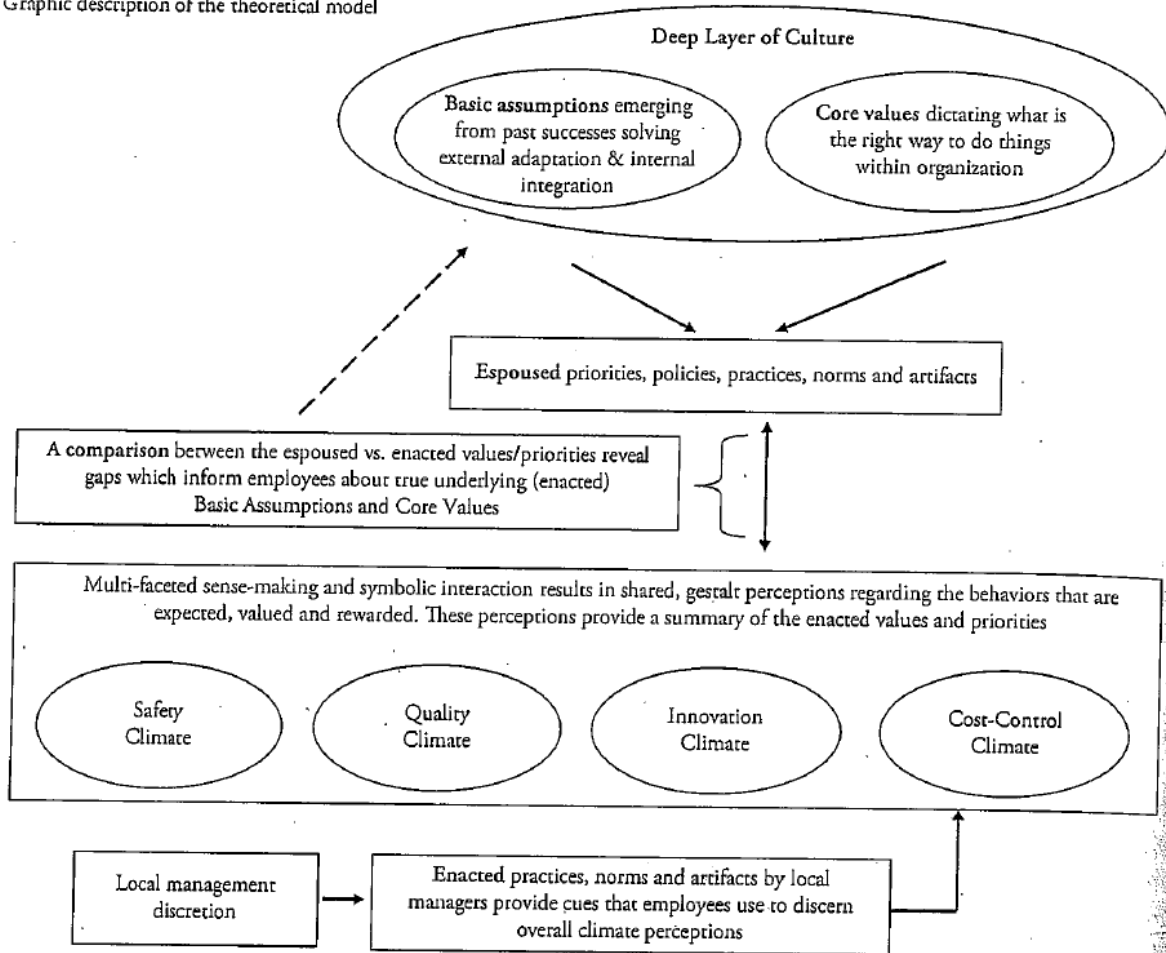 Graphic description of the theoretical model
Deep Layer of Culture
Basic assumptions emerging
from past successes solving
external adaptation & internal
integration
Core values dictating what is
the right way to do things
within organization
Espoused priorities, policies, practices, norms and artifacts
A comparison between the espoused vs. enacted values/priorities reveal
gaps which inform employees about true underlying (enacted)
Basic Assumptions and Core Values
Multi-faceted sense-making and symbolic interaction results in shared, gestalt perceptions regarding the behaviors that are
expected, valued and rewarded. These perceptions provide a summary of the enacted values and priorities
Safety
Climate
Quality
Climate
Innovation
Climate
Cost-Control
Climate
Local management
discretion
Enacted practices, norms and artifacts by local
managers provide cues that employees use to discern
overall climate perceptions